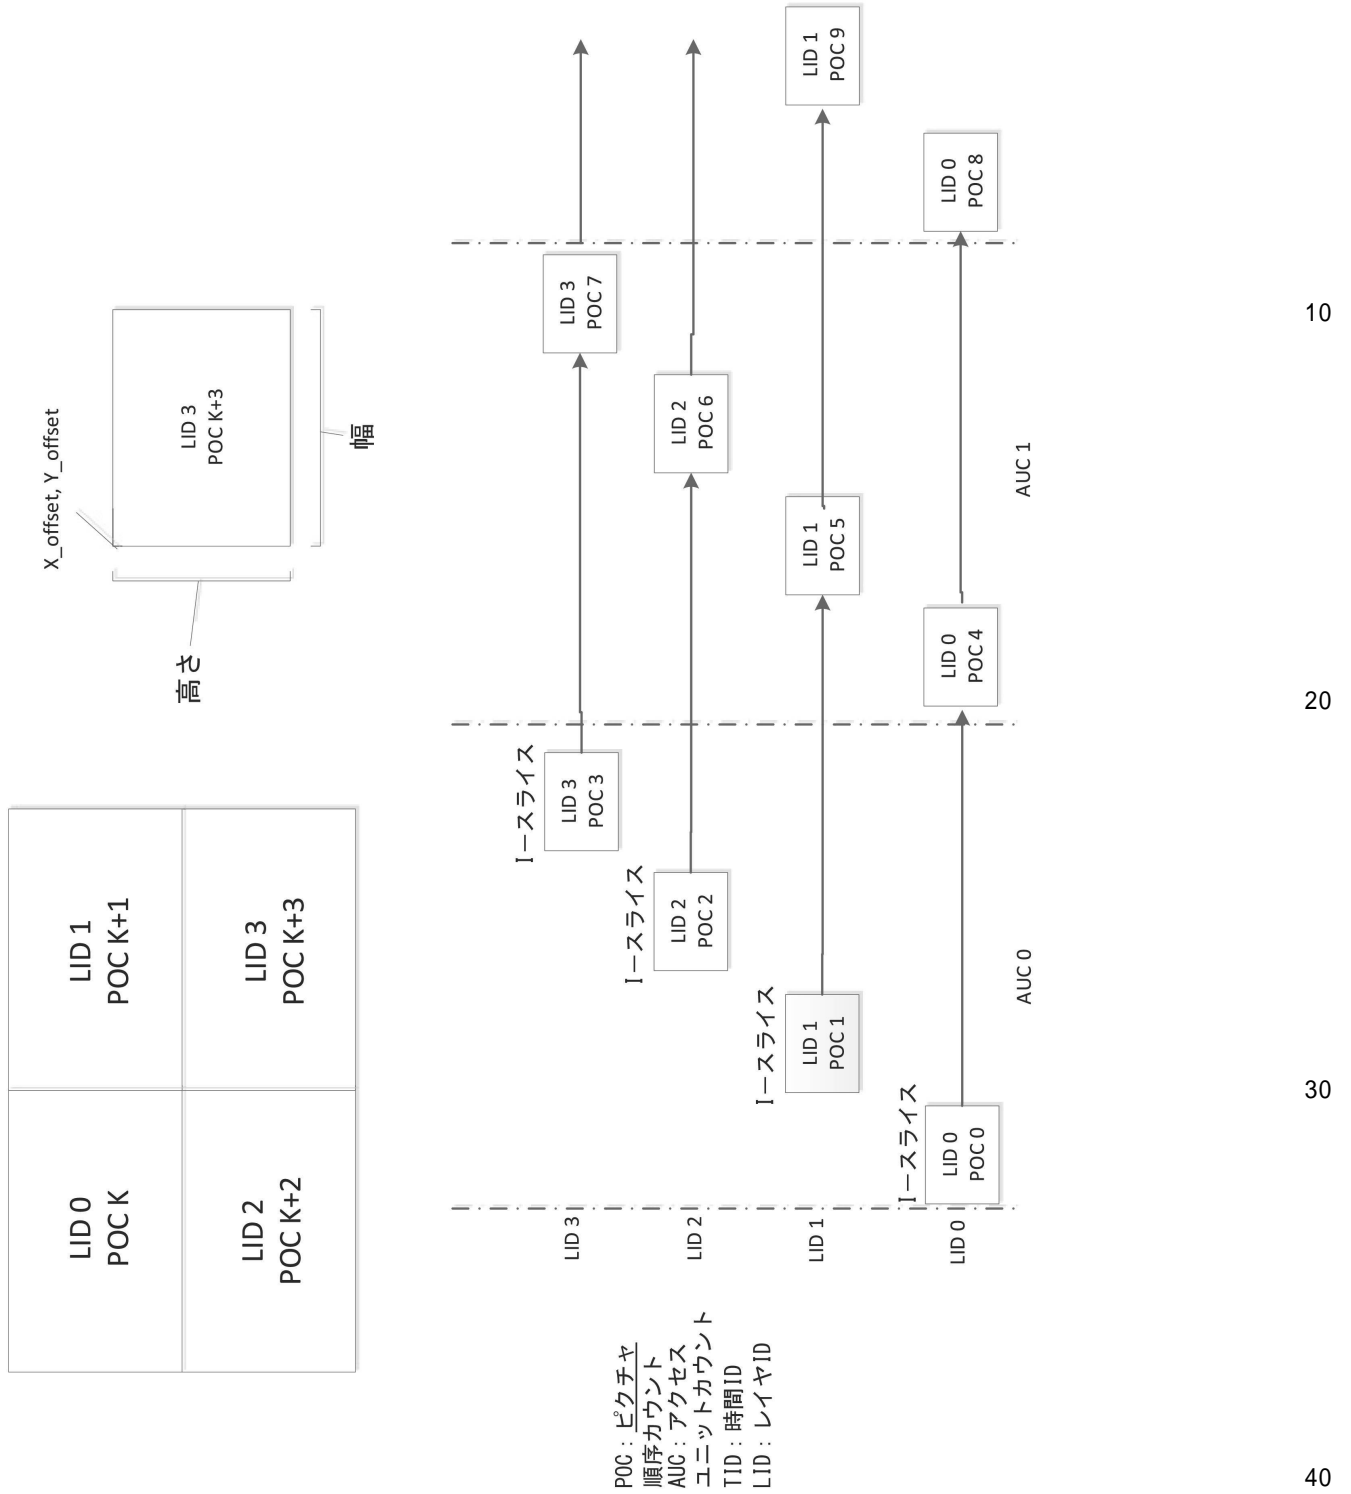 LID 0
POC K
LID 1
POC K+1
LID 2
POC K+2
LID 3
POC K+3
X_offset, Y_offset
高さ
LID 3
POC K+3
幅
POC：ピクチャ
順序カウント
AUC：アクセス
ユニットカウント
TID：時間ID
LID：レイヤID
LID 3
Iースライス
LID 3
POC 3
LID 3
POC 7
LID 2
Iースライス
LID 2
POC 2
LID 2
POC 6
LID 1
Iースライス
LID 1
POC 1
LID 1
POC 5
LID 1
POC 9
LID 0
Iースライス
LID 0
POC 0
LID 0
POC 4
LID 0
POC 8
AUC 0
AUC 1
10
20
30
40